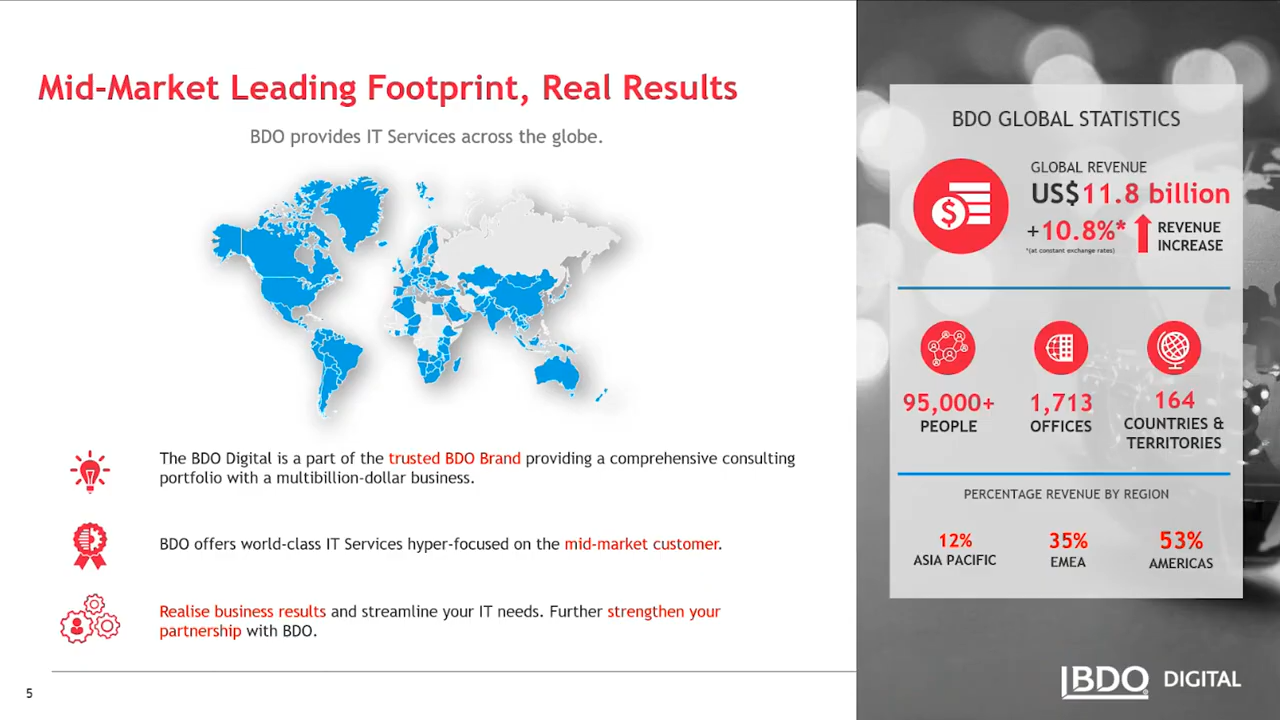 Mid-Market Leading Footprint, Real Results
BDO provides IT Services across the globe.
The BDO Digital is a part of the trusted BDO Brand providing a comprehensive consulting
portfolio with a multibillion-dollar business.
BDO offers world-class IT Services hyper-focused on the mid-market customer.
Realise business results and streamline your IT needs. Further strengthen your
partnership with BDO.
5
BDO GLOBAL STATISTICS
GLOBAL REVENUE
US$11.8 billion
+10.8%*
*(at constant exchange rates)
REVENUE
INCREASE
95,000+
PEOPLE
1,713
OFFICES
164
COUNTRIES &
TERRITORIES
PERCENTAGE REVENUE BY REGION
12%
ASIA PACIFIC
35%
EMEA
53%
AMERICAS
BDO DIGITAL